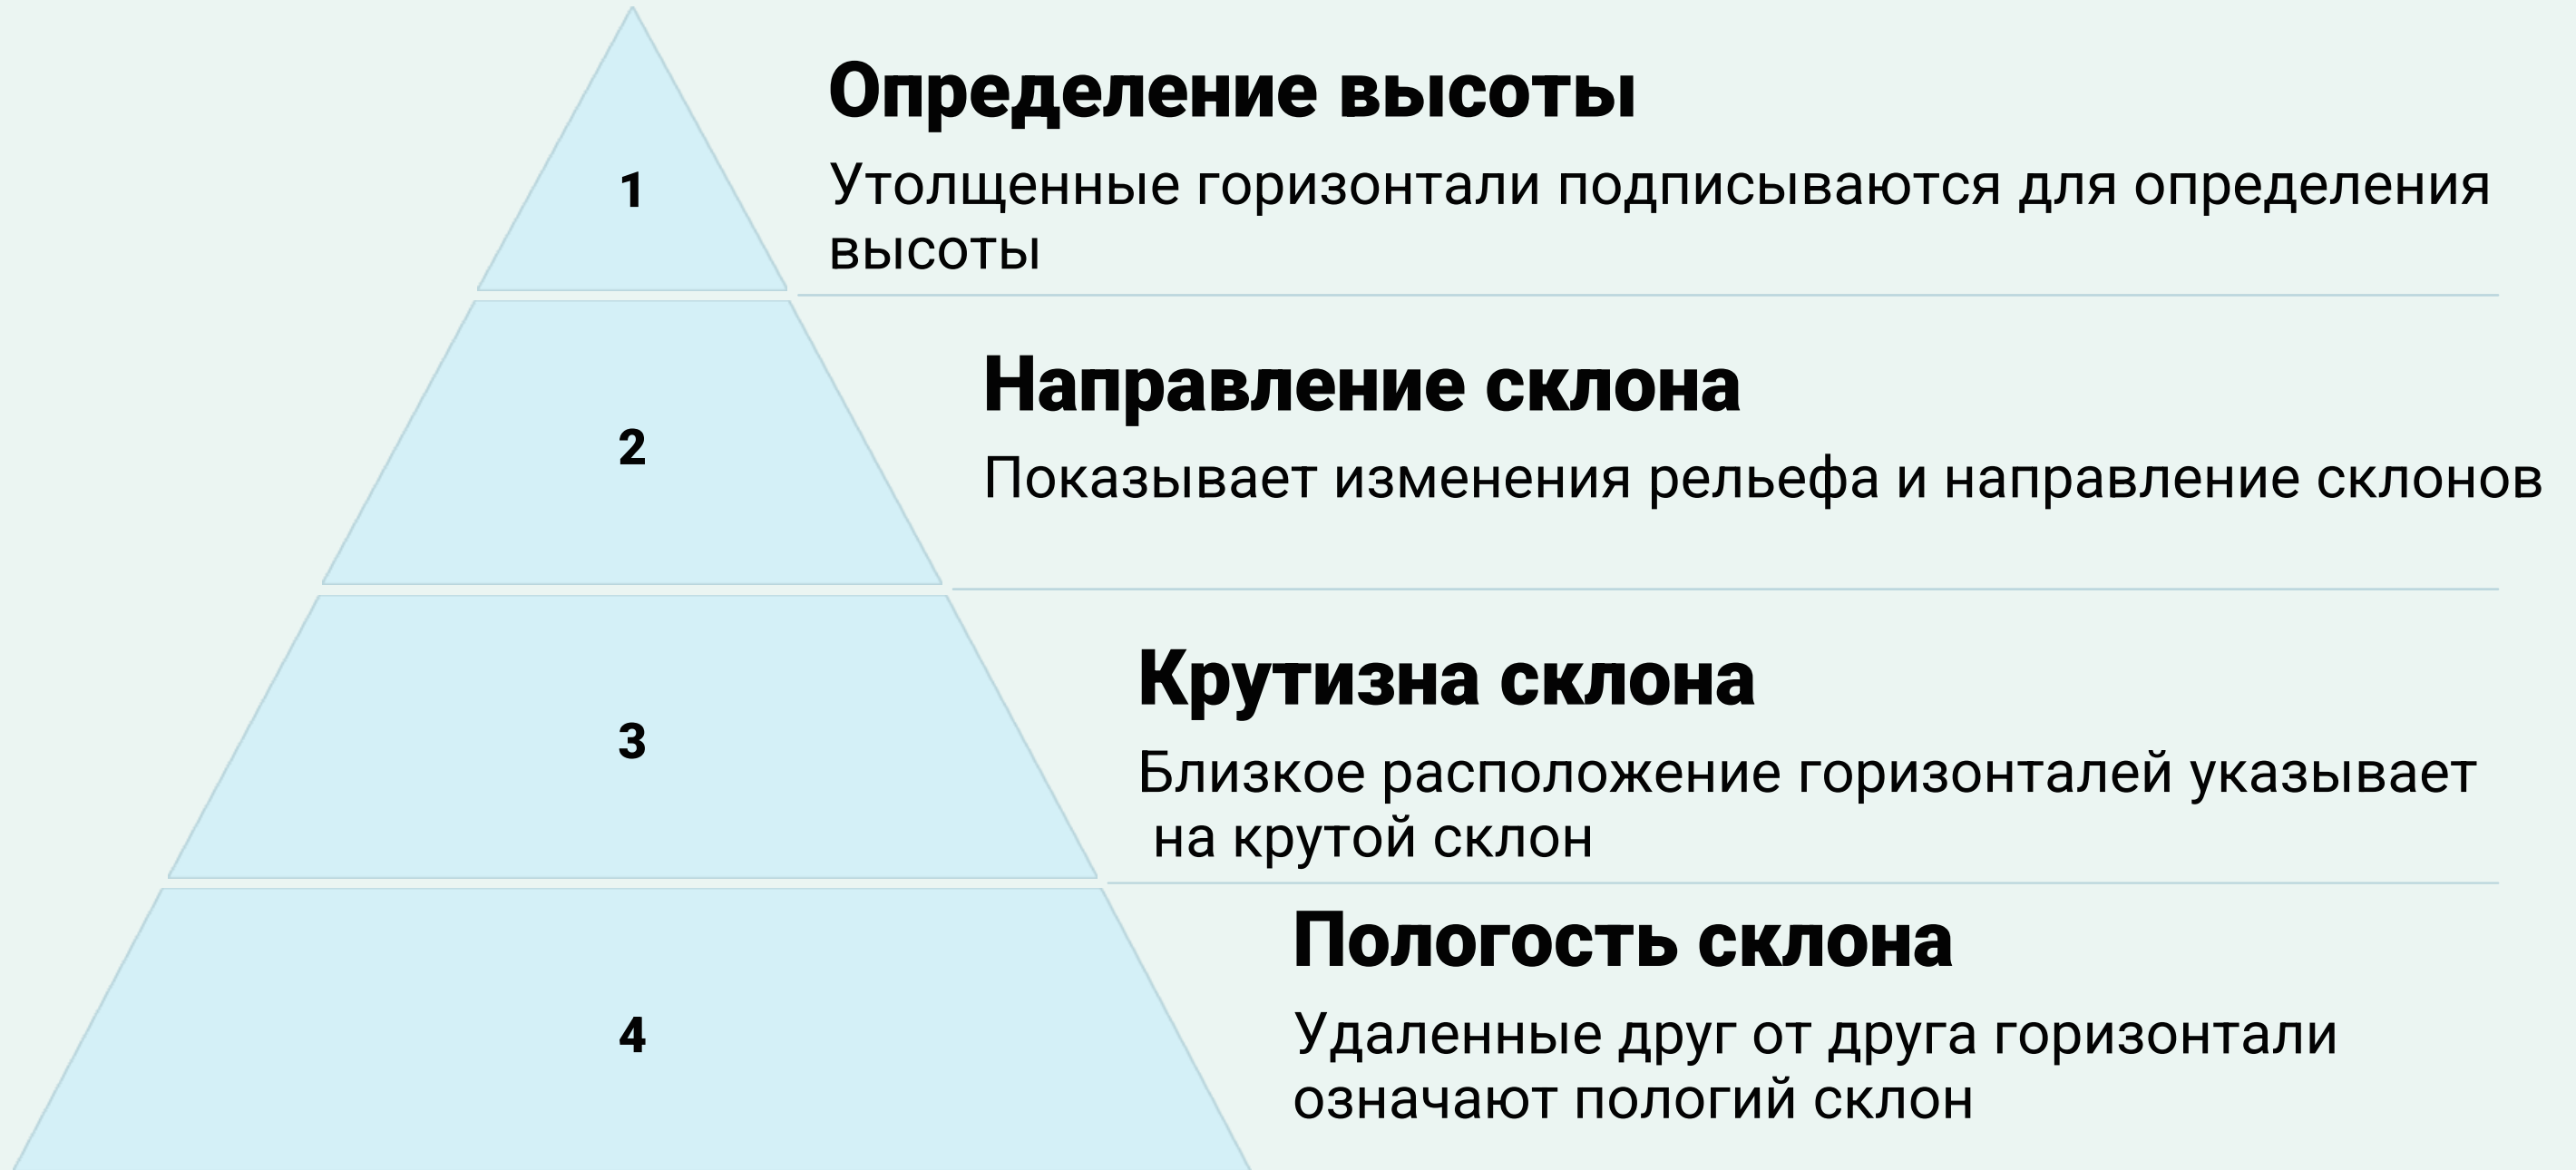 1
Определение высоты
Утолщенные горизонтали подписываются для определения
высоты
2
Направление склона
Показывает изменения рельефа и направление склонов
3
Крутизна склона
Близкое расположение горизонталей указывает
на крутой склон
4
Пологость склона
Удаленные друг от друга горизонтали
означают пологий склон